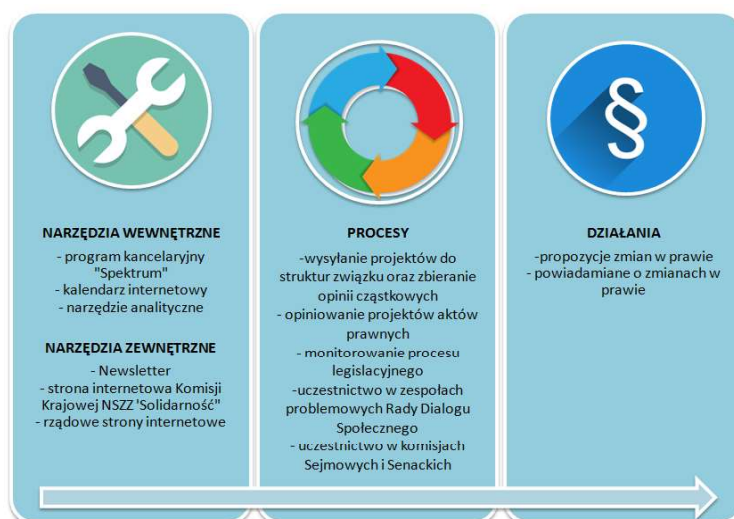 §
NARZĘDZIA WEWNĘTRZNE
- program kancelaryjny
"Spektrum"
- kalendarz internetowy
- narzędzie analityczne
NARZĘDZIA ZEWNĘTRZNE
- Newsletter
- strona internetowa Komisji
Krajowej NSZZ 'Solidarność"
- rządowe strony internetowe
PROCESY
-wysyłanie projektów do
struktur związku oraz zbieranie
opinii cząstkowych
- opiniowanie projektów aktów
prawnych
- monitorowanie procesu
legislacyjnego
-uczestnictwo w zespołach
problemowych Rady Dialogu
Społecznego
- uczestnictwo w komisjach
Sejmowych i Senackich
DZIAŁANIA
-propozycje zmian w prawie
- powiadamiane o zmianach w
prawie